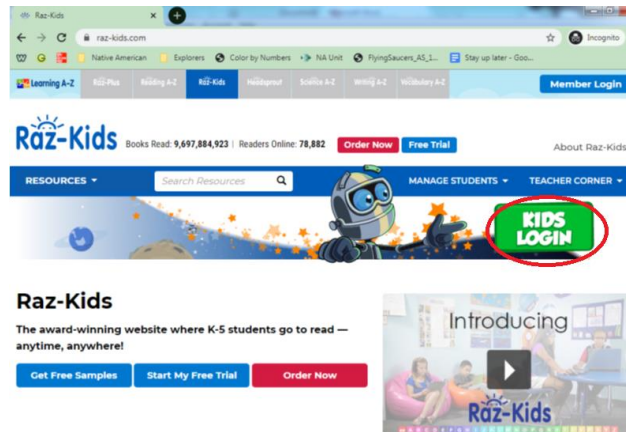 Raz-Kids
raz-kids.com
Incognito
Native American
Explorers
Color by Numbers
NA Unit
FlyingSaucers_AS_1...
Stay up later - Goo...
Learning A-Z
Raz-Plus
Reading A-Z
Raz-Kids
Headsprout
Science A-Z
Writing A-Z
Vocabulary A-Z
Member Login
Raz-Kids
Books Read: 9,697,884,923 | Readers Online: 78,882
Order Now
Free Trial
About Raz-Kids
RESOURCES
Search Resources
MANAGE STUDENTS
TEACHER CORNER
KIDS
LOGIN
Raz-Kids
The award-winning website where K-5 students go to read —
anytime, anywhere!
Get Free Samples
Start My Free Trial
Order Now
Introducing
Raz-Kids